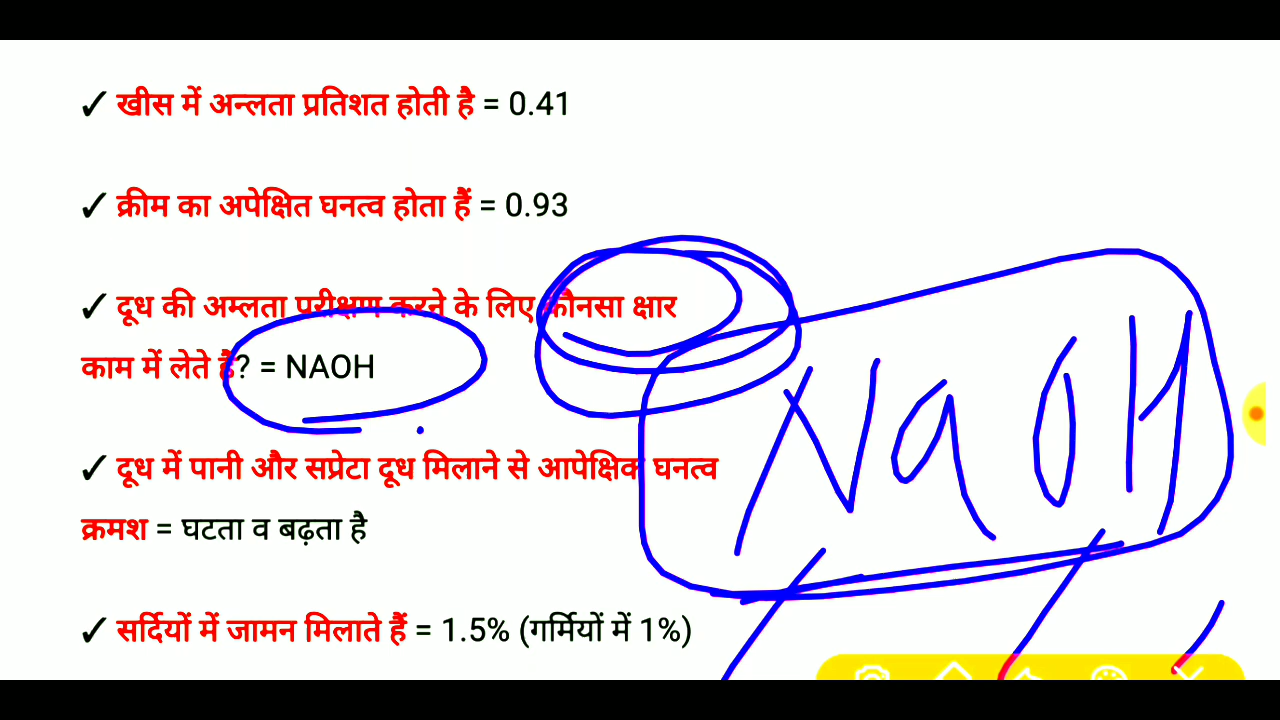 ✓ खीस में अन्लता प्रतिशत होती है = 0.41
✓ क्रीम का अपेक्षित घनत्व होता हैं = 0.93
✓ दूध की अम्लता परीक्षण करने के लिए कौनसा क्षार
काम में लेते है? = NAOH
NaOH
✓ दूध में पानी और सप्रेटा दूध मिलाने से आपेक्षिक घनत्व
क्रमश = घटता व बढ़ता है
✓ सर्दियों में जामन मिलाते हैं = 1.5% (गर्मियों में 1%)